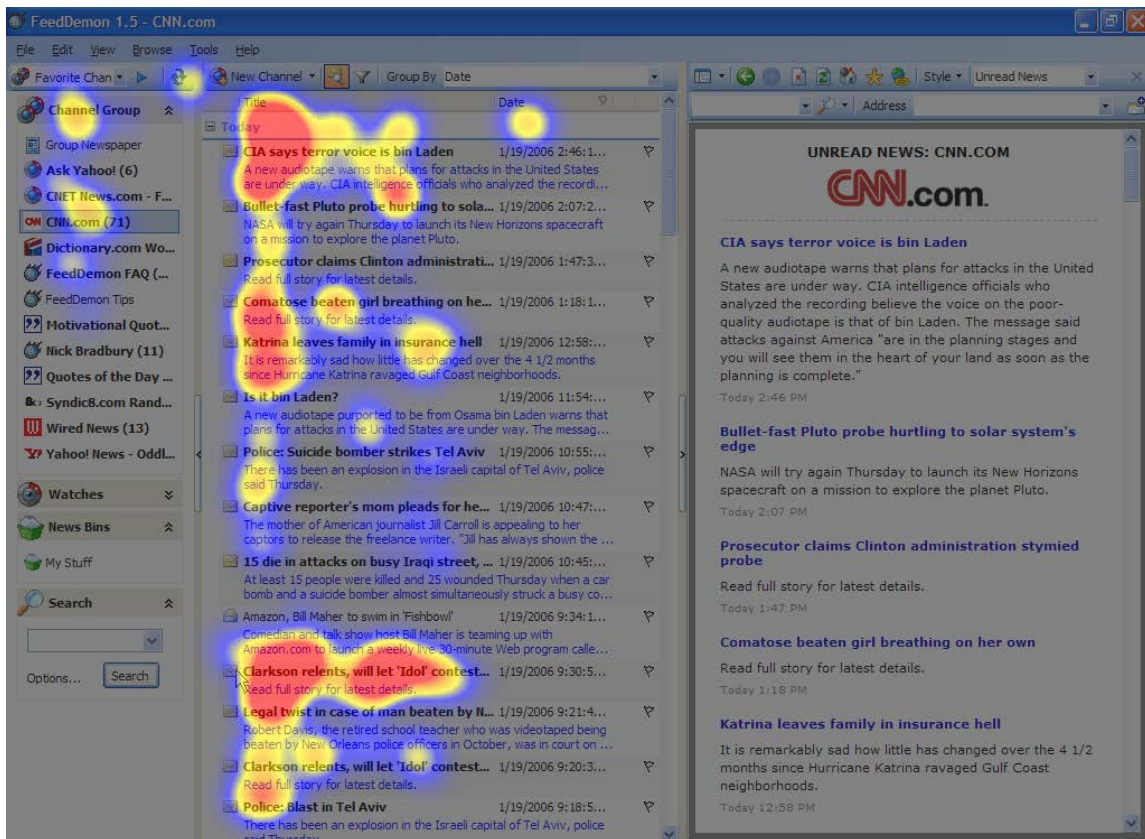 FeedDemon 1.5 - CNN.com
File Edit View Browse Tools Help
Favorite Chan New Channel Group By Date Style Unread News
Address
Channel Group
Group Newspaper
Ask Yahoo! (6)
CNET News.com - F...
CNN CNN.com (71)
Dictionary.com Wo...
FeedDemon FAQ (...
FeedDemon Tips
Motivational Quot...
Nick Bradbury (11)
Quotes of the Day ...
Syndic8.com Rand...
Wired News (13)
Yahoo! News - Oddl...
Watches
News Bins
My Stuff
Search
Options... Search
Title Date
Today
CIA says terror voice is bin Laden 1/19/2006 2:46:1...
A new audiotape warns that plans for attacks in the United States
are under way. CIA intelligence officials who analyzed the recordi...
Bullet-fast Pluto probe hurtling to sola... 1/19/2006 2:07:2...
NASA will try again Thursday to launch its New Horizons spacecraft
on a mission to explore the planet Pluto.
Prosecutor claims Clinton administrati... 1/19/2006 1:47:3...
Read full story for latest details.
Comatose beaten girl breathing on he... 1/19/2006 1:18:1...
Read full story for latest details.
Katrina leaves family in insurance hell 1/19/2006 12:58:...
It is remarkably sad how little has changed over the 4 1/2 months
since Hurricane Katrina ravaged Gulf Coast neighborhoods.
Is it bin Laden? 1/19/2006 11:54:...
A new audiotape purported to be from Osama bin Laden warns that
plans for attacks in the United States are under way. The messag...
Police: Suicide bomber strikes Tel Aviv 1/19/2006 10:55:...
There has been an explosion in the Israeli capital of Tel Aviv, police
said Thursday.
Captive reporter's mom pleads for he... 1/19/2006 10:47:...
The mother of American journalist Jill Carroll is appealing to her
captors to release the freelance writer. "Jill has always shown the ...
15 die in attacks on busy Iraqi street, ... 1/19/2006 10:45:...
At least 15 people were killed and 25 wounded Thursday when a car
bomb and a suicide bomber almost simultaneously struck a busy co...
Amazon, Bill Maher to swim in 'Fishbowl' 1/19/2006 9:34:1...
Comedian and talk show host Bill Maher is teaming up with
Amazon.com to launch a weekly live 30-minute Web program calle...
Clarkson relents, will let 'Idol' contest... 1/19/2006 9:30:5...
Read full story for latest details.
Legal twist in case of man beaten by N... 1/19/2006 9:21:4...
Robert Davis, the retired school teacher who was videotaped being
beaten by New Orleans police officers in October, was in court on ...
Clarkson relents, will let 'Idol' contest... 1/19/2006 9:20:3...
Read full story for latest details.
Police: Blast in Tel Aviv 1/19/2006 9:18:5...
There has been an explosion in the Israeli capital of Tel Aviv, police
said Thursday.
UNREAD NEWS: CNN.COM
CNN.com
CIA says terror voice is bin Laden
A new audiotape warns that plans for attacks in the United
States are under way. CIA intelligence officials who
analyzed the recording believe the voice on the poor-
quality audiotape is that of bin Laden. The message said
attacks against America "are in the planning stages and
you will see them in the heart of your land as soon as the
planning is complete."
Today 2:46 PM
Bullet-fast Pluto probe hurtling to solar system's
edge
NASA will try again Thursday to launch its New Horizons
spacecraft on a mission to explore the planet Pluto.
Today 2:07 PM
Prosecutor claims Clinton administration stymied
probe
Read full story for latest details.
Today 1:47 PM
Comatose beaten girl breathing on her own
Read full story for latest details.
Today 1:18 PM
Katrina leaves family in insurance hell
It is remarkably sad how little has changed over the 4 1/2
months since Hurricane Katrina ravaged Gulf Coast
neighborhoods.
Today 12:58 PM